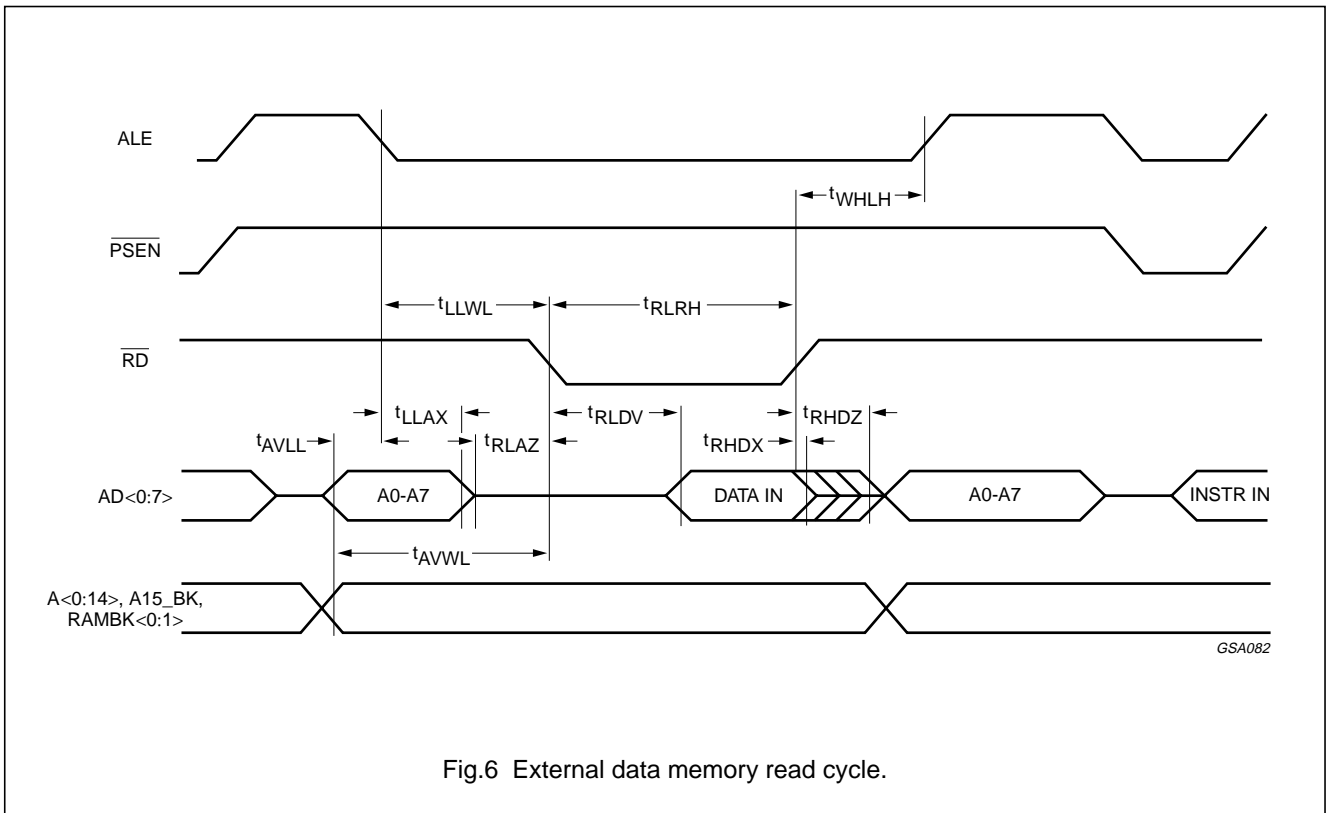 ALE
tWHLH
PSEN
tLLWL
tRLRH
RD
tLLAX
tRLDV
tRHDZ
tAVLL
tRLAZ
tRHDX
AD<0:7>
A0-A7
DATA IN
A0-A7
INSTR IN
tAVWL
A<0:14>, A15_BK,
RAMBK<0:1>
GSA082
Fig.6 External data memory read cycle.